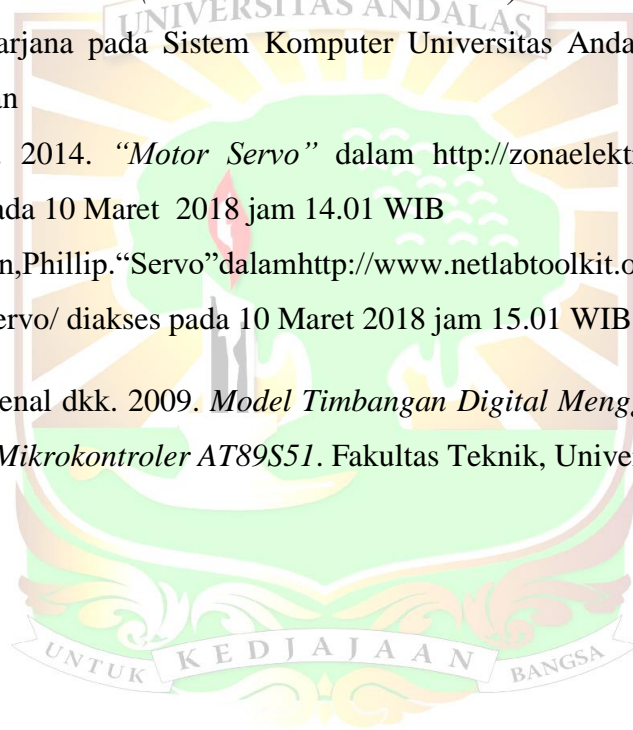 UNIVERSITAS ANDALAS
arjana pada Sistem Komputer Universitas Anda
an
2014. “Motor Servo” dalam http://zonaelekt
ada 10 Maret 2018 jam 14.01 WIB
n,Phillip.“Servo”dalamhttp://www.netlabtoolkit.o
ervo/ diakses pada 10 Maret 2018 jam 15.01 WIB
enal dkk. 2009. Model Timbangan Digital Mengg
Mikrokontroler AT89S51. Fakultas Teknik, Univer
UNTUK KEDJAJAAN BANGSA